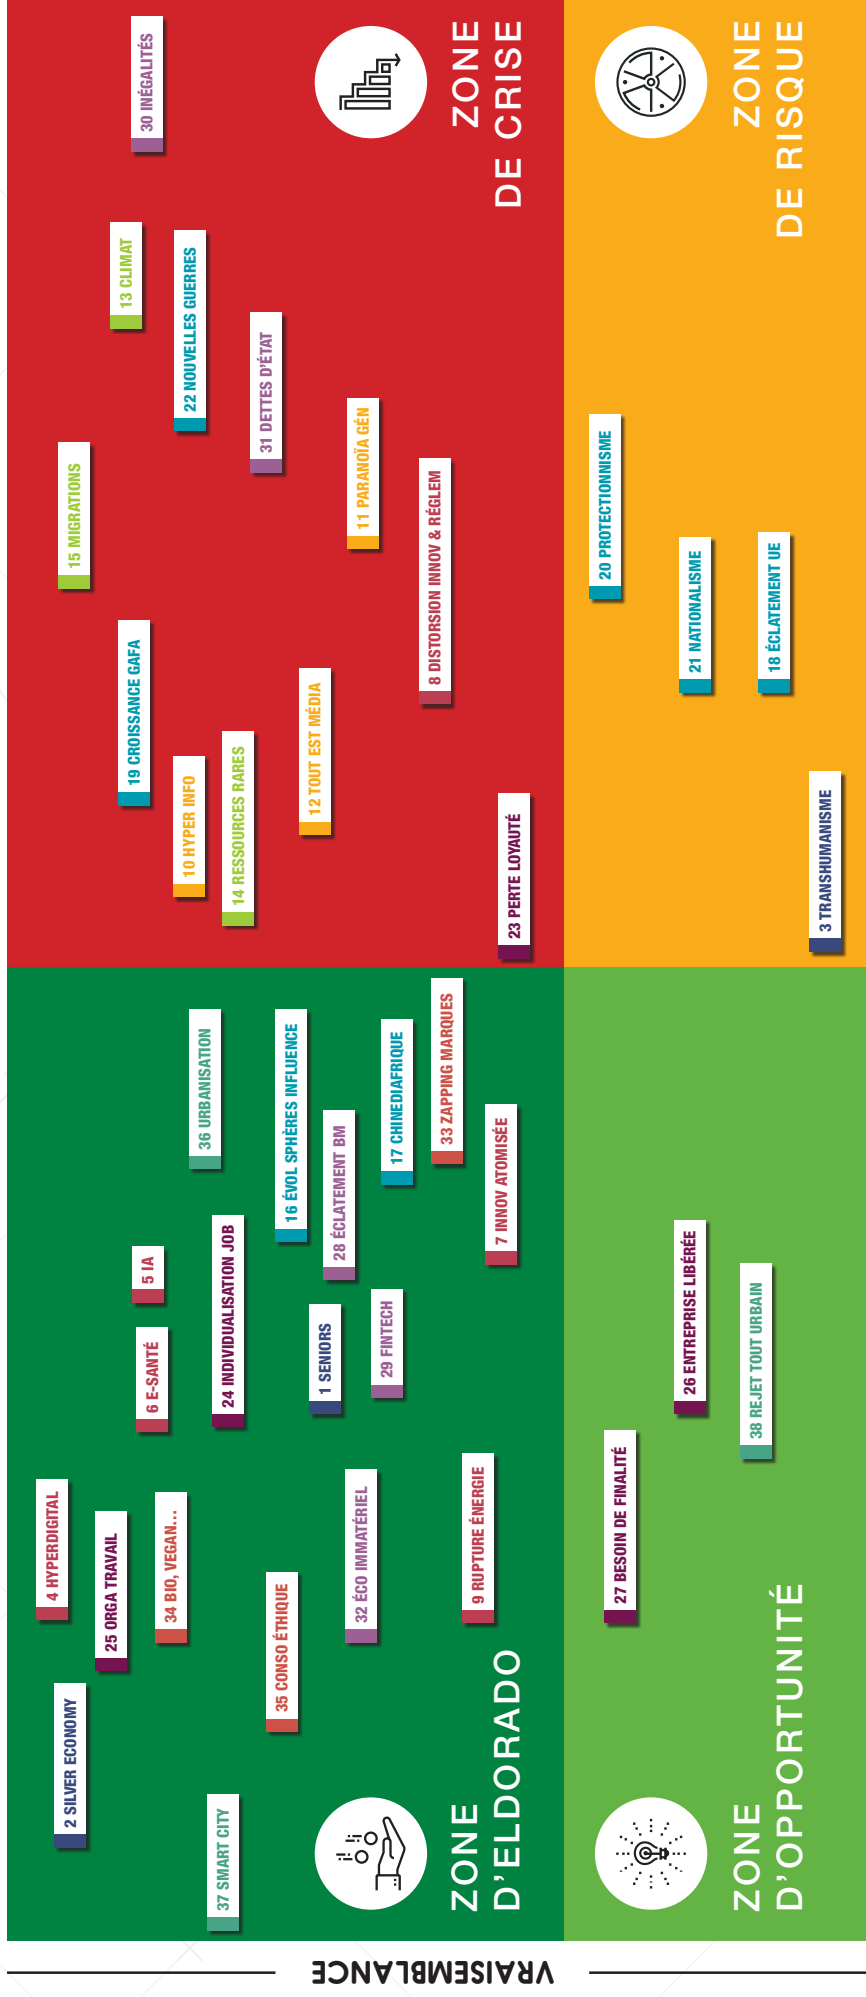 VRAISEMBLANCE
ZONE
D'ELDORADO
2 SILVER ECONOMY
4 HYPERDIGITAL
25 ORGA TRAVAIL
6 E-SANTÉ
5 IA
34 BIO, VEGAN...
36 URBANISATION
37 SMART CITY
24 INDIVIDUALISATION JOB
35 CONSO ÉTHIQUE
16 ÉVOL SPHÈRES INFLUENCE
1 SENIORS
28 ÉCLATEMENT BM
32 ÉCO IMMATÉRIEL
29 FINTECH
17 CHINEDIAFRIQUE
33 ZAPPING MARQUES
9 RUPTURE ÉNERGIE
7 INNOV ATOMISÉE
ZONE
DE CRISE
15 MIGRATIONS
13 CLIMAT
19 CROISSANCE GAFA
30 INÉGALITÉS
10 HYPER INFO
22 NOUVELLES GUERRES
14 RESSOURCES RARES
31 DETTES D'ÉTAT
12 TOUT EST MÉDIA
11 PARANOÏA GÉN
8 DISTORSION INNOV & RÉGLEM
23 PERTE LOYAUTÉ
ZONE
D'OPPORTUNITÉ
27 BESOIN DE FINALITÉ
26 ENTREPRISE LIBÉRÉE
38 REJET TOUT URBAIN
ZONE
DE RISQUE
20 PROTECTIONNISME
21 NATIONALISME
18 ÉCLATEMENT UE
3 TRANSHUMANISME